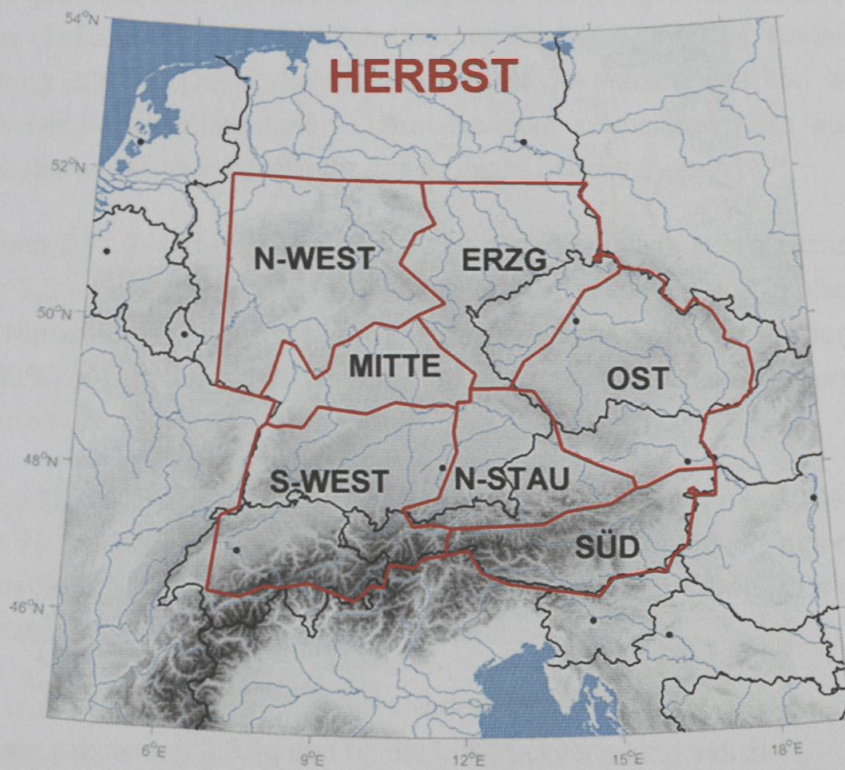 54°N
HERBST
52°N
N-WEST
ERZG
50°N
MITTE
OST
48°N
S-WEST
N-STAU
SÜD
46°N
6°E
9°E
12°E
15°E
18°E